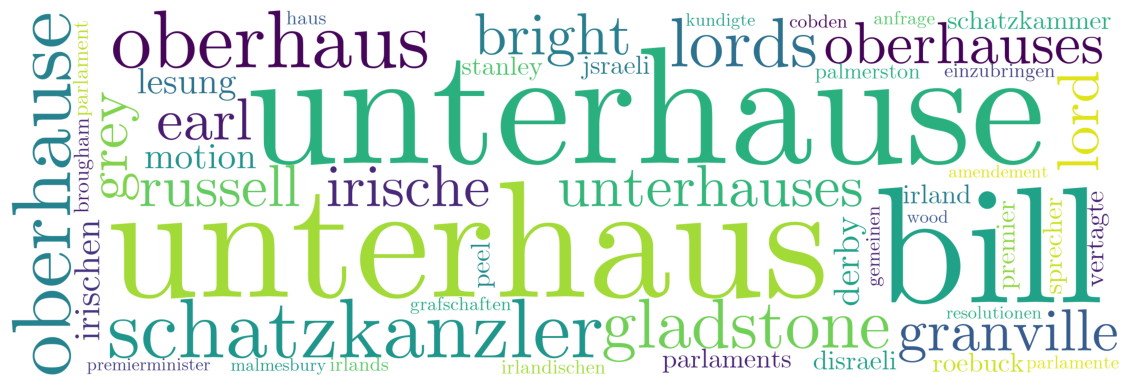 oberhause
parlament
haus
oberhaus
bright
kundigte
cobden
anfrage
schatzkammer
lords
oberhauses
stanley
jsraeli
palmerston
einzubringen
lesung
unterhause
lord
earl
grey
brougham
motion
amendement
russell
irische
unterhauses
irland
wood
bill
irischen
unterhaus
peel
derby
gemeinen
premier
sprecher
vertagte
grafschaften
schatzkanzler
gladstone
resolutionen
granville
premierminister
malmesbury
irlands
irlandischen
parlaments
disraeli
roebuck
parlamente